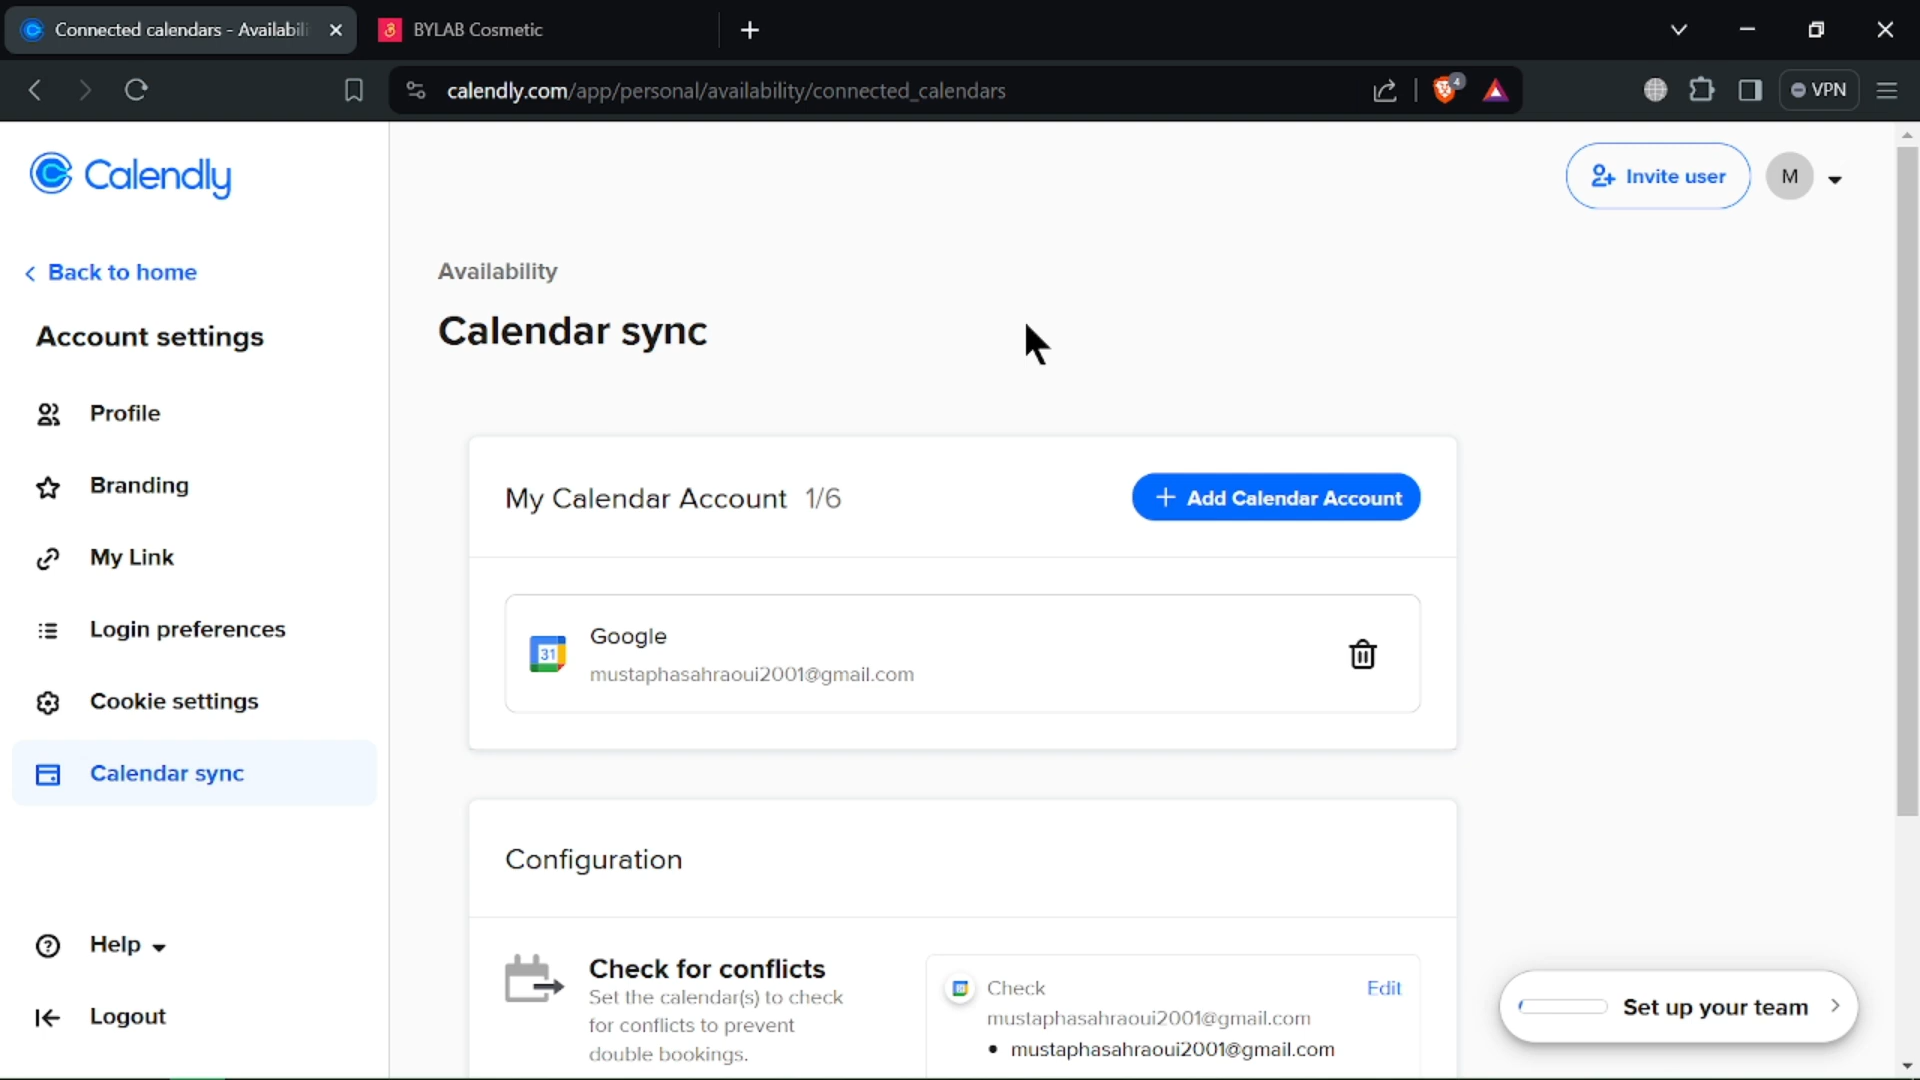 Connected calendars - Availabili
BYLAB Cosmetic
calendly.com/app/personal/availability/connected_calendars
4
VPN
Calendly
Invite user
M
Back to home
Availability
Account settings
Calendar sync
Profile
Branding
My Link
Login preferences
Cookie settings
Calendar sync
My Calendar Account 1/6
+ Add Calendar Account
31
Google
mustaphasahraoui2001@gmail.com
Configuration
Check for conflicts
Set the calendar(s) to check
for conflicts to prevent
double bookings.
Check
Edit
mustaphasahraoui2001@gmail.com
• mustaphasahraoui2001@gmail.com
Help
Logout
Set up your team